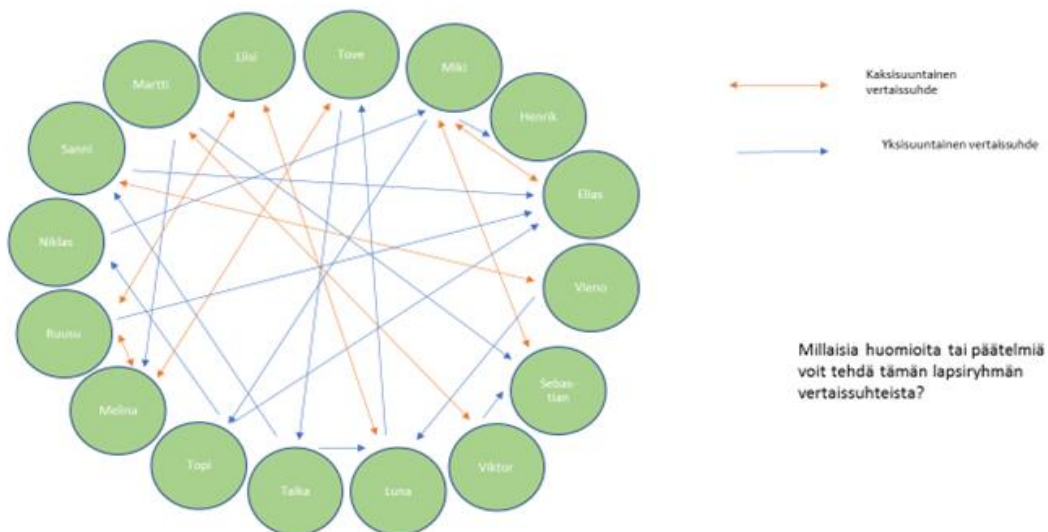 Liisi
Tove
Miki
Martti
Henrik
Sanni
Elias
Niklas
Vieno
Ruusu
Sebas-
tian
Melina
Topi
Taika
Luna
Viktor
Kaksisuuntainen
vertaissuhde
Yksisuuntainen vertaissuhde
Millaisia huomioita tai päätelmiä
voit tehdä tämän lapsiryhmän
vertaissuhteista?